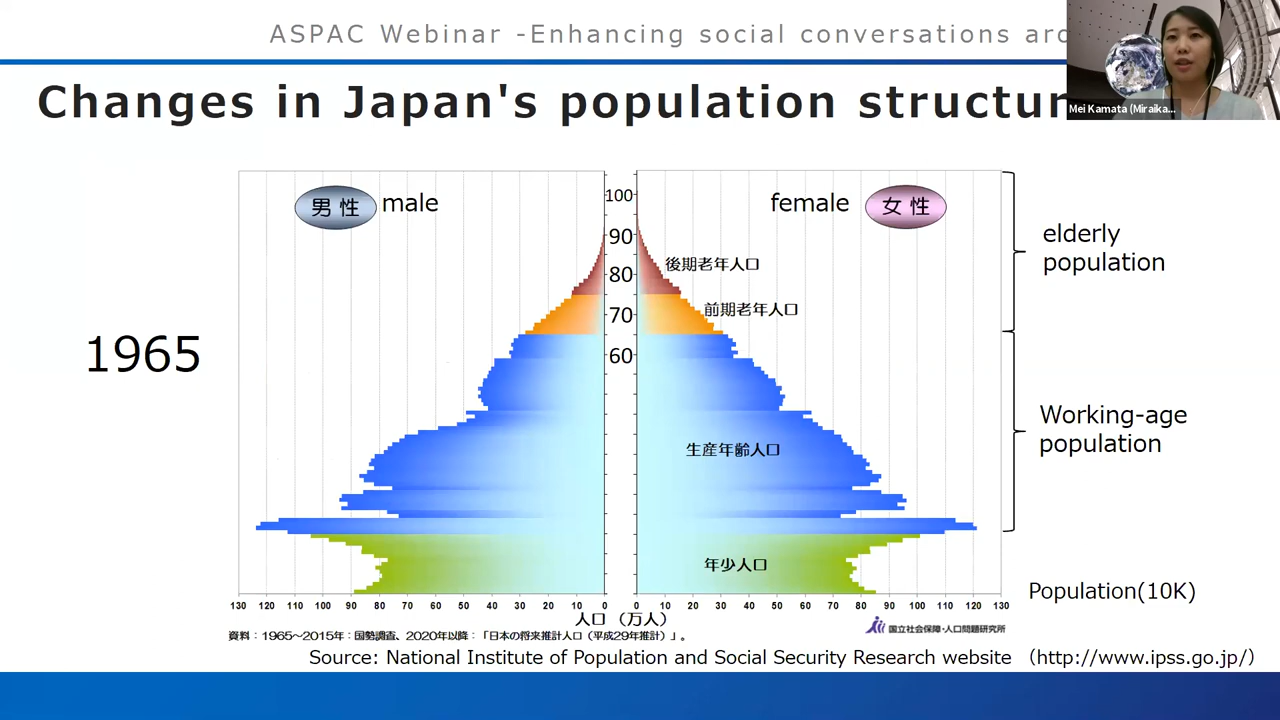 ASPAC Webinar -Enhancing social conversations
Changes in Japan's population
Mei Kamata (Miraika...
男性 male
female 女性
1965
100
90
80
70
60
後期老年人口
前期老年人口
生産年齢人口
年少人口
elderly
population
Working-age
population
Population(10K)
130 120 110 100 90 80 70 60 50 40 30 20 10 0 0 10 20 30 40 50 60 70 80 90 100 110 120 130
人口（万人）
資料：1965～2015年：国勢調査、2020年以降：「日本の将来推計人口（平成29年推計）」。
国立社会保障・人口問題研究所
Source: National Institute of Population and Social Security Research website （http://www.ipss.go.jp/）